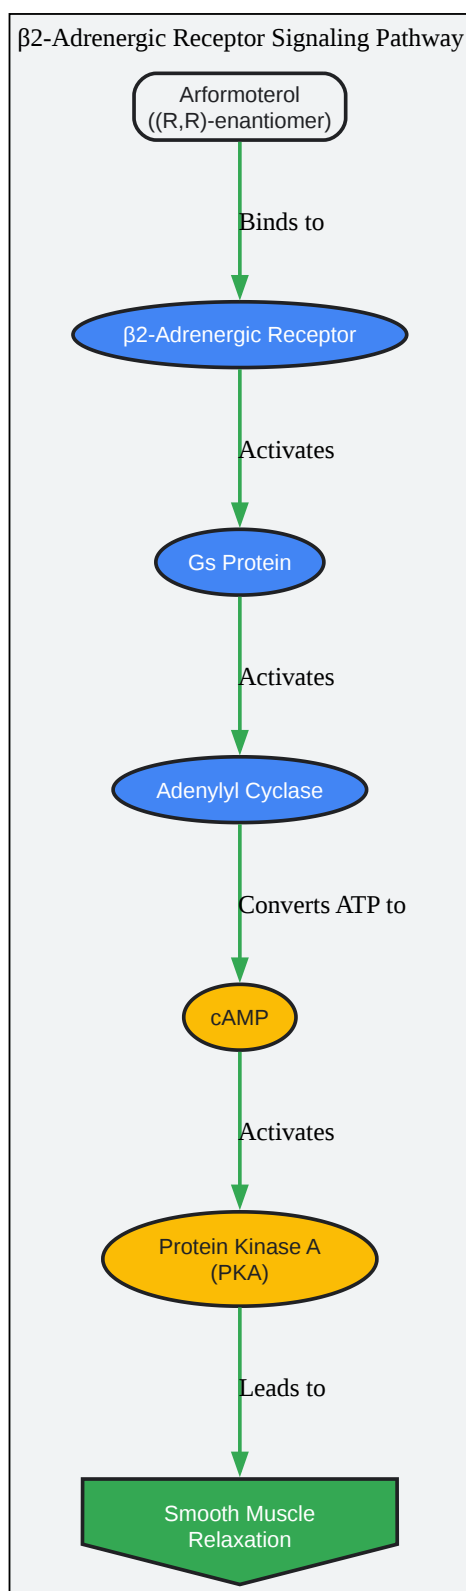 β2-Adrenergic Receptor Signaling Pathway
Arformoterol
((R,R)-enantiomer)
Binds to
β2-Adrenergic Receptor
Activates
Gs Protein
Activates
Adenylyl Cyclase
Converts ATP to
cAMP
Activates
Protein Kinase A
(PKA)
Leads to
Smooth Muscle
Relaxation